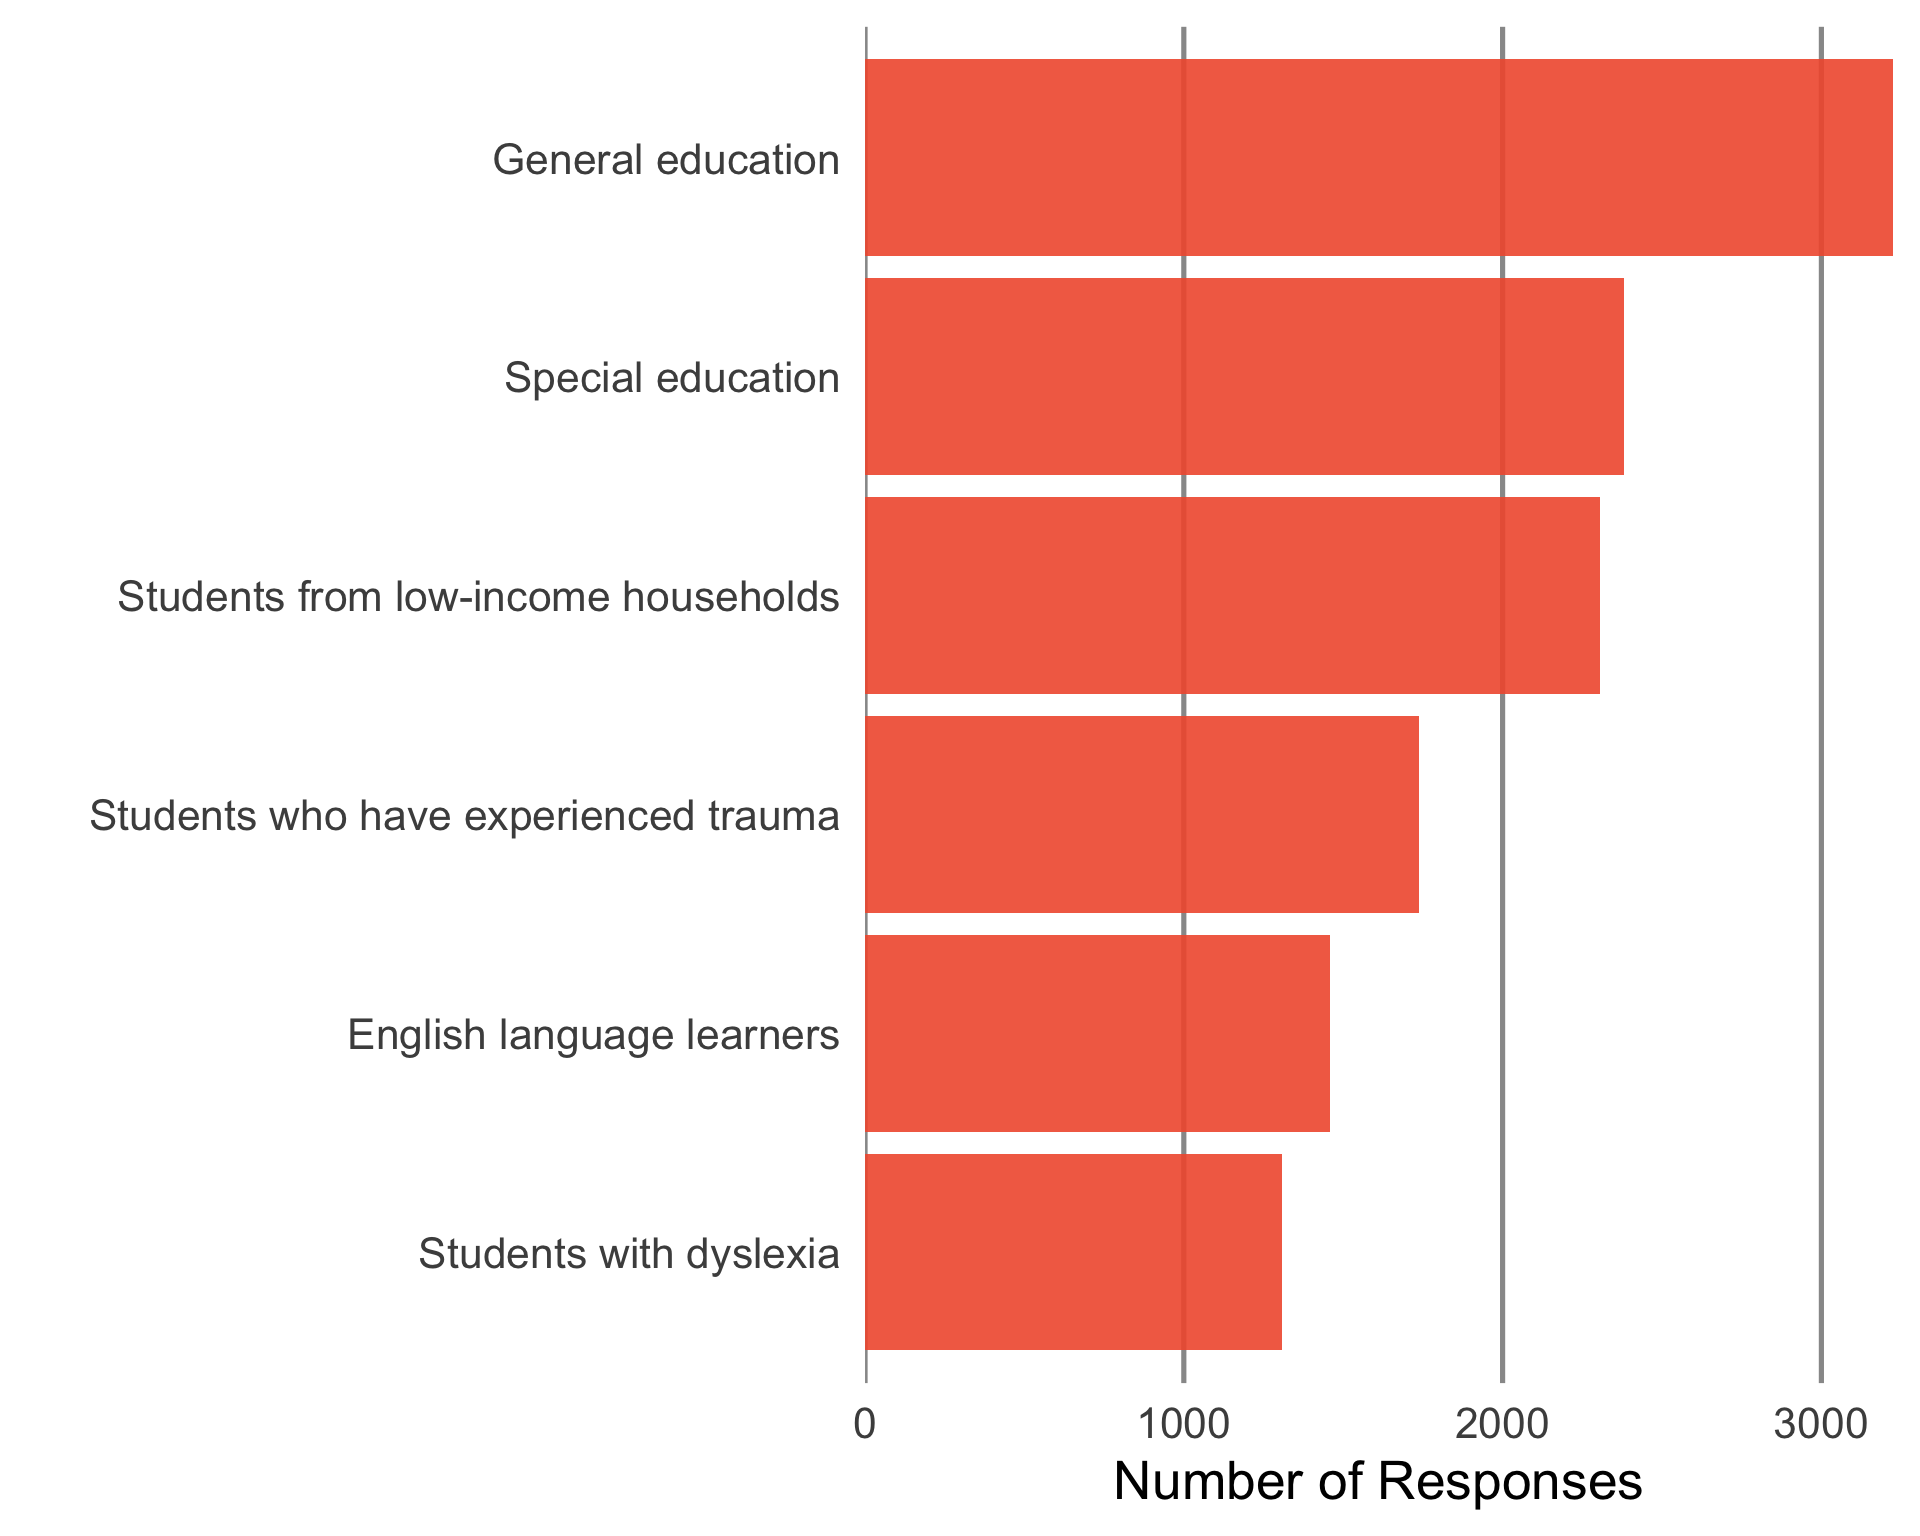 General education
Special education
Students from low-income households
Students who have experienced trauma
English language learners
Students with dyslexia
0 1000 2000 3000
Number of Responses